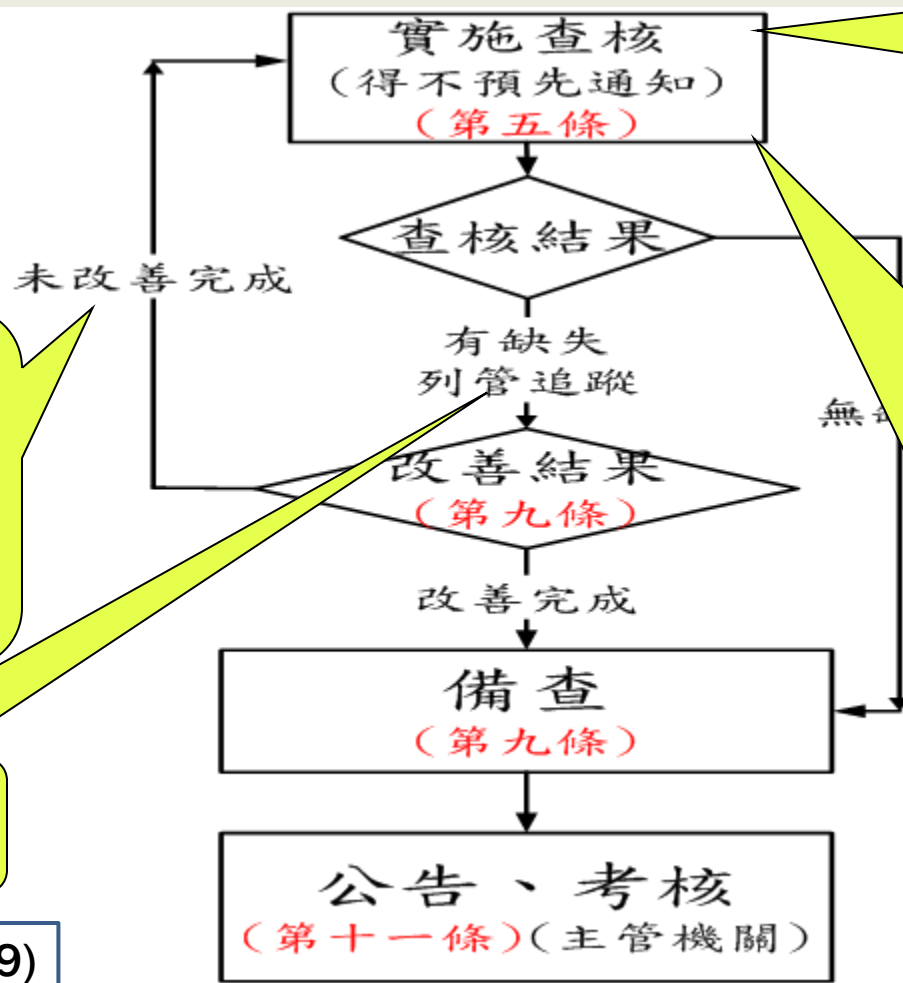 實施查核
（得不預先通知）
（第五條）
查核結果
未改善完成
有缺失
列管追蹤
無
改善結果
（第九條）
改善完成
備查
（第九條）
公告、考核
（第十一條）（主管機關）
9)